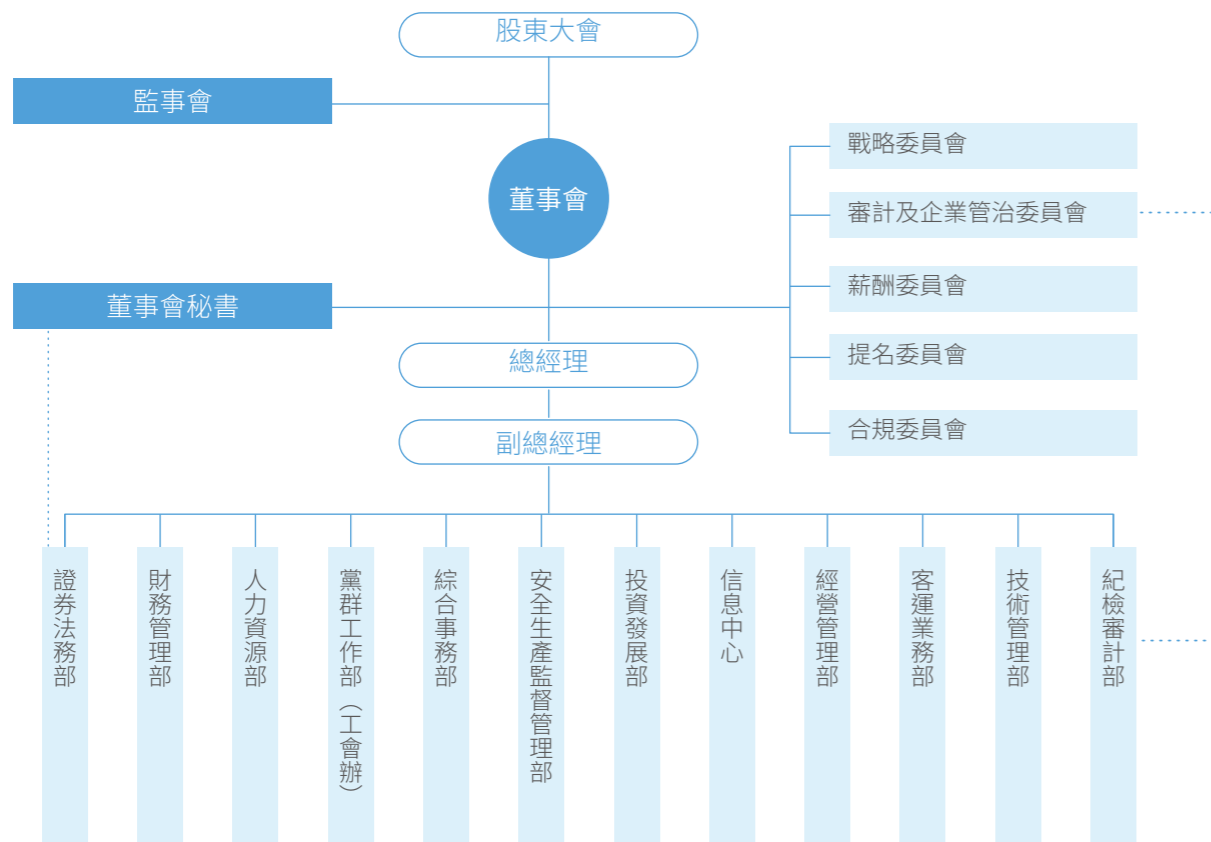 股東大會
監事會
董事會
戰略委員會
審計及企業管治委員會
薪酬委員會
提名委員會
合規委員會
董事會秘書
總經理
副總經理
證券法務部
財務管理部
人力資源部
黨群工作部（工會辦）
綜合事務部
安全生產監督管理部
投資發展部
信息中心
經營管理部
客運業務部
技術管理部
紀檢審計部